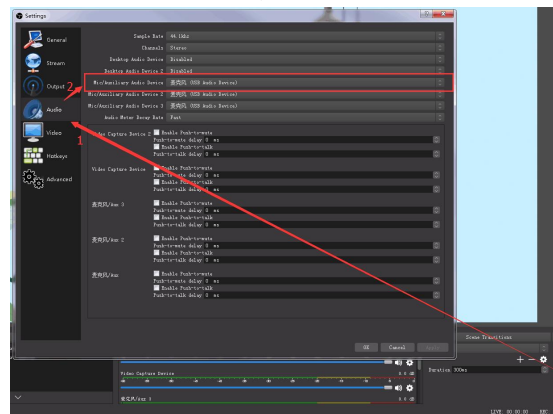 Settings
General
Stream
Output
Audio
Video
Hotkeys
Advanced
2
1
Sample Rate 44.1khz
Channels Stereo
Desktop Audio Device Disabled
Desktop Audio Device 2 Disabled
Mic/Auxiliary Audio Device 麦克风 (USB Audio Device)
Mic/Auxiliary Audio Device 2 麦克风 (USB Audio Device)
Mic/Auxiliary Audio Device 3 麦克风 (USB Audio Device)
Audio Meter Decay Rate Fast
Capture Device 2 Enable Push-to-mute
Push-to-mute delay 0 ms
Enable Push-to-talk
Push-to-talk delay 0 ms
Video Capture Device Enable Push-to-mute
Push-to-mute delay 0 ms
Enable Push-to-talk
Push-to-talk delay 0 ms
麦克风/Aux 3 Enable Push-to-mute
Push-to-mute delay 0 ms
Enable Push-to-talk
Push-to-talk delay 0 ms
麦克风/Aux 2 Enable Push-to-mute
Push-to-mute delay 0 ms
Enable Push-to-talk
Push-to-talk delay 0 ms
麦克风/Aux Enable Push-to-mute
Push-to-mute delay 0 ms
Enable Push-to-talk
Push-to-talk delay 0 ms
OK Cancel Apply
Scene Transitions
Duration 300ms
Video Capture Device 0.0 dB
麦克风/Aux 3 0.0 dB
LIVE: 00:00:00 REC